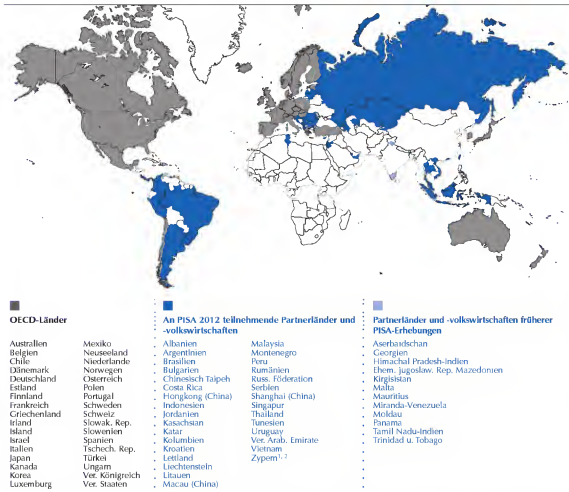 OECD-Länder
Australien
Belgien
Chile
Dänemark
Deutschland
Estland
Finnland
Frankreich
Griechenland
Irland
Island
Israel
Italien
Japan
Kanada
Korea
Luxemburg
Mexiko
Neuseeland
Niederlande
Norwegen
Österreich
Polen
Portugal
Schweden
Schweiz
Slowak. Rep.
Slowenien
Spanien
Tschech. Rep.
Türkei
Ungarn
Ver. Königreich
Ver. Staaten
An PISA 2012 teilnehmende Partnerländer und
-volkswirtschaften
Albanien
Argentinien
Brasilien
Bulgarien
Chinesisch Taipeh
Costa Rica
Hongkong (China)
Indonesien
Jordanien
Kasachstan
Katar
Kolumbien
Kroatien
Lettland
Liechtenstein
Litauen
Macau (China)
Malaysia
Montenegro
Peru
Rumänien
Russ. Föderation
Serbien
Shanghai (China)
Singapur
Thailand
Tunesien
Uruguay
Ver. Arab. Emirate
Vietnam
Zypern1, 2
Partnerländer und -volkswirtschaften früherer
PISA-Erhebungen
Aserbaidschan
Georgien
Himachal Pradesh-Indien
Ehem. jugoslaw. Rep. Mazedonien
Kirgisistan
Malta
Mauritius
Miranda-Venezuela
Moldau
Panama
Tamil Nadu-Indien
Trinidad u. Tobago